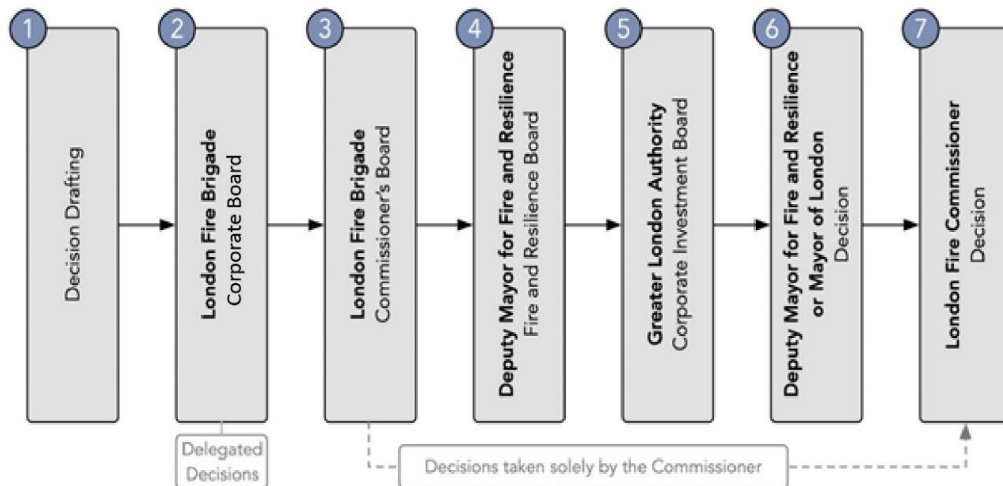 1
Decision Drafting
2
London Fire Brigade
Corporate Board
3
London Fire Brigade
Commissioner's Board
4
Deputy Mayor for Fire and Resilience
Fire and Resilience Board
5
Greater London Authority
Corporate Investment Board
6
Deputy Mayor for Fire and Resilience
or Mayor of London
Decision
7
London Fire Commissioner
Decision
Delegated
Decisions
Decisions taken solely by the Commissioner